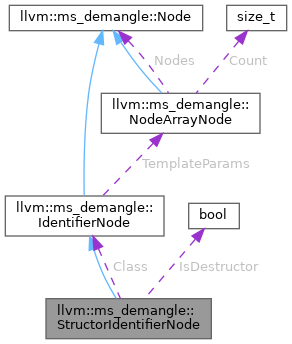 llvm::ms_demangle::Node
size_t
Nodes
Count
llvm::ms_demangle::
NodeArrayNode
TemplateParams
llvm::ms_demangle::
IdentifierNode
bool
Class
IsDestructor
llvm::ms_demangle::
StructorIdentifierNode